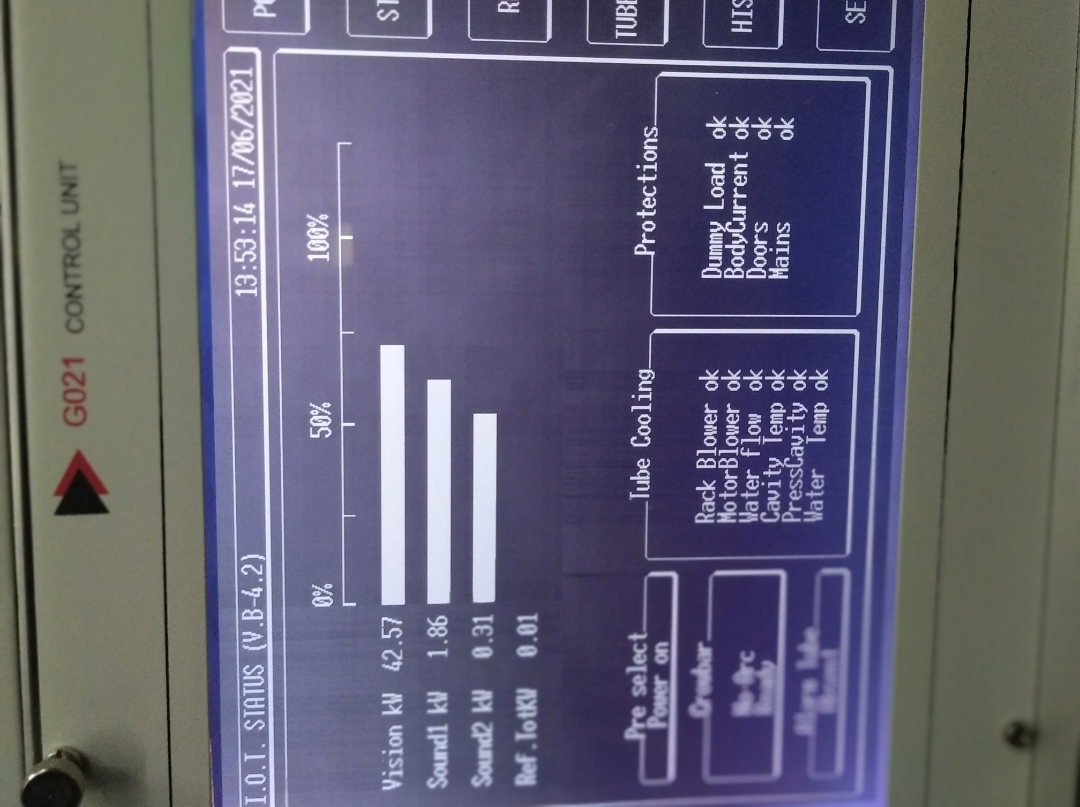 G021 CONTROL UNIT
I.O.T. STATUS (V.B-4.2) 13:53:14 17/06/2021
0% 50% 100%
Vision kW 42.57
Sound1 kW 1.86
Sound2 kW 0.31
Ref.TotKW 0.01
Pre select
Power on
Crowbar
No Arc
Ready
Tube Cooling
Rack Blower ok
MotorBlower ok
Water flow ok
Cavity Temp ok
PressCavity ok
Water Temp ok
Protections
Dummy Load ok
BodyCurrent ok
Doors ok
Mains ok
PO
ST
R
TUBE
HIS
SE